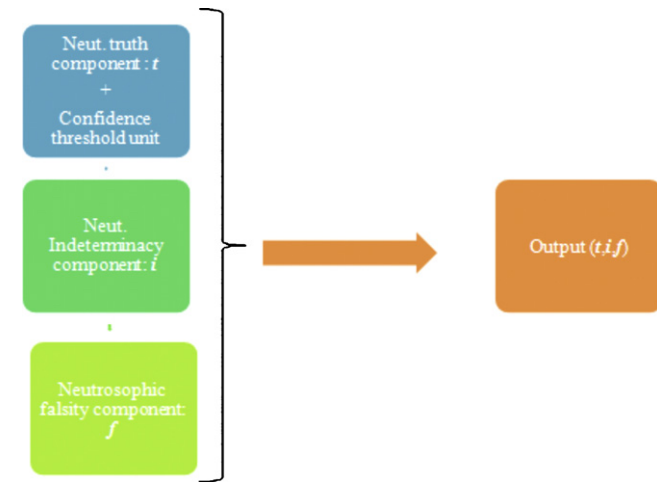 Neut. truth
component : t
+
Confidence
threshold unit
Neut.
Indeterminacy
component: i
Neutrosophic
falsity component:
f
Output (t,i,f)